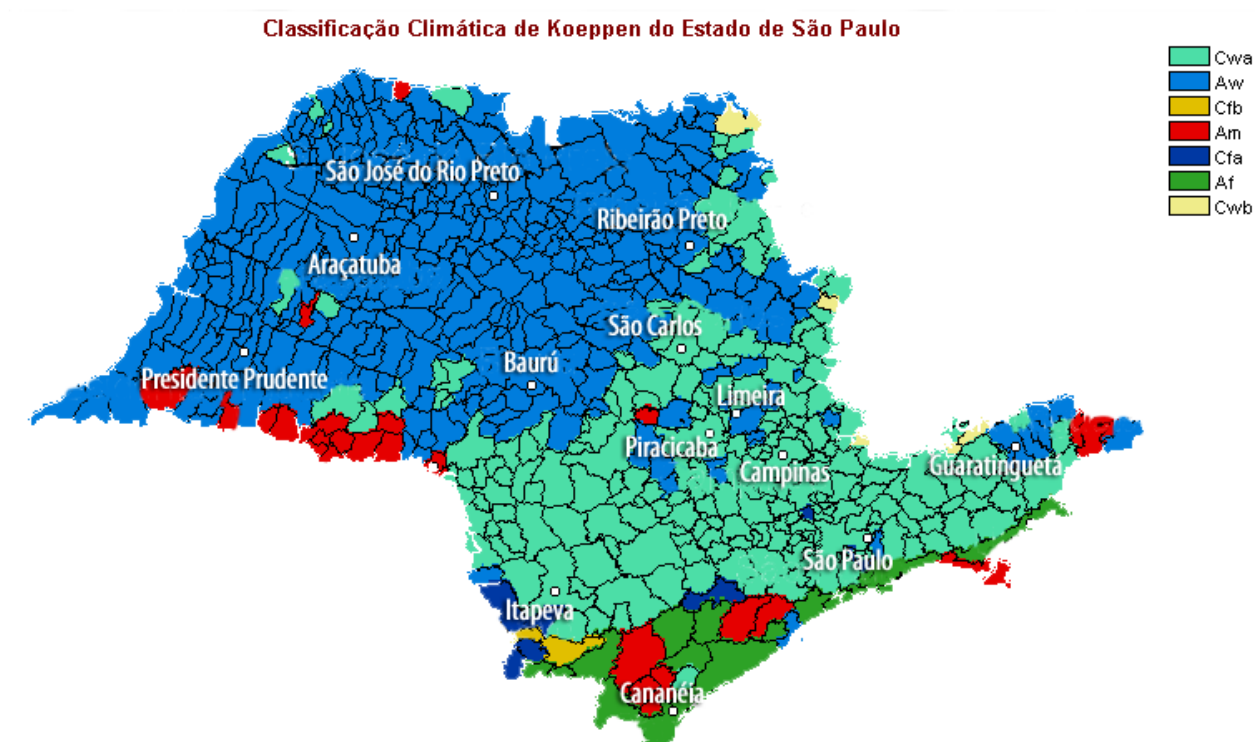 Classificação Climática de Koeppen do Estado de São Paulo
Cwa
Aw
Cfb
Am
Cfa
Af
Cwb
São José do Rio Preto
Ribeirão Preto
Araçatuba
São Carlos
Baurú
Presidente Prudente
Limeira
Piracicaba
Campinas
Guaratinguetá
São Paulo
Itapeva
Cananéia